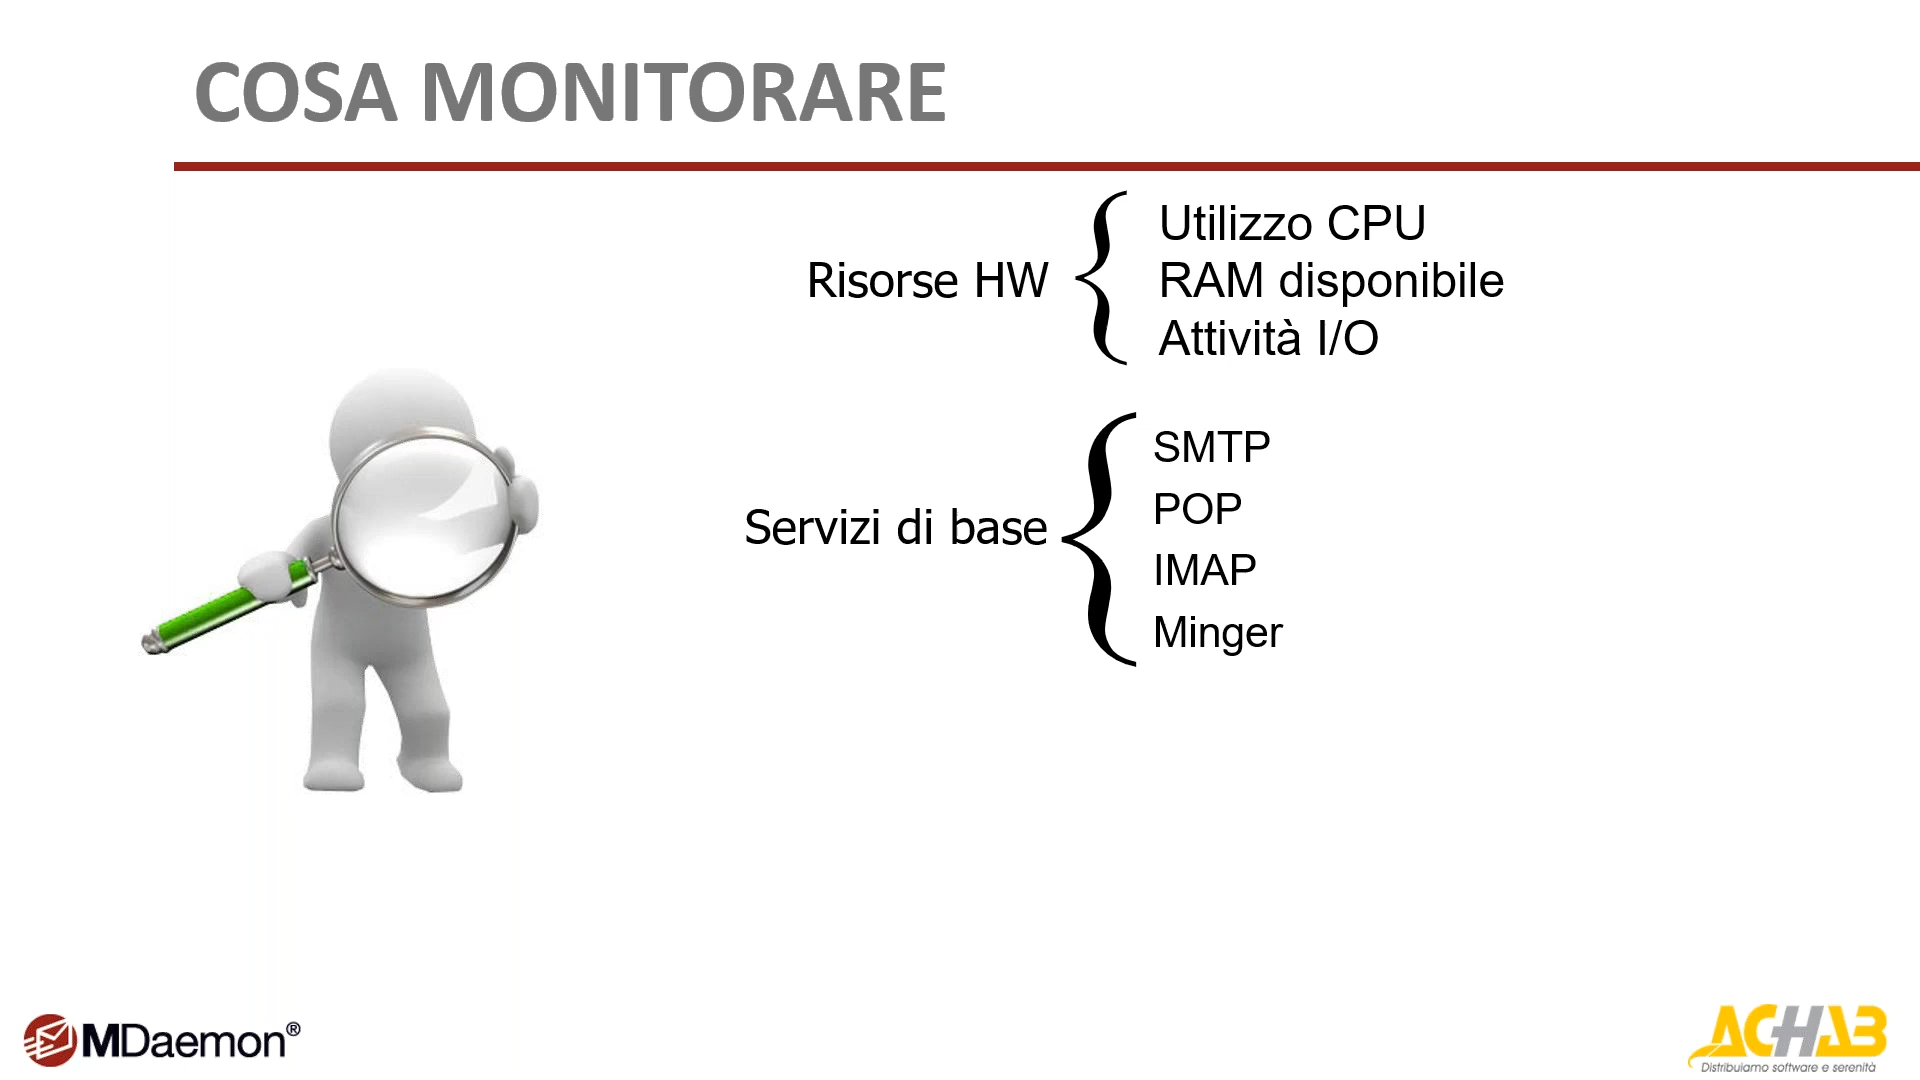 COSA MONITORARE
Risorse HW
Utilizzo CPU
RAM disponibile
Attività I/O
Servizi di base
SMTP
POP
IMAP
Minger
MDaemon®
ACHAB
Distribuiamo software e serenità